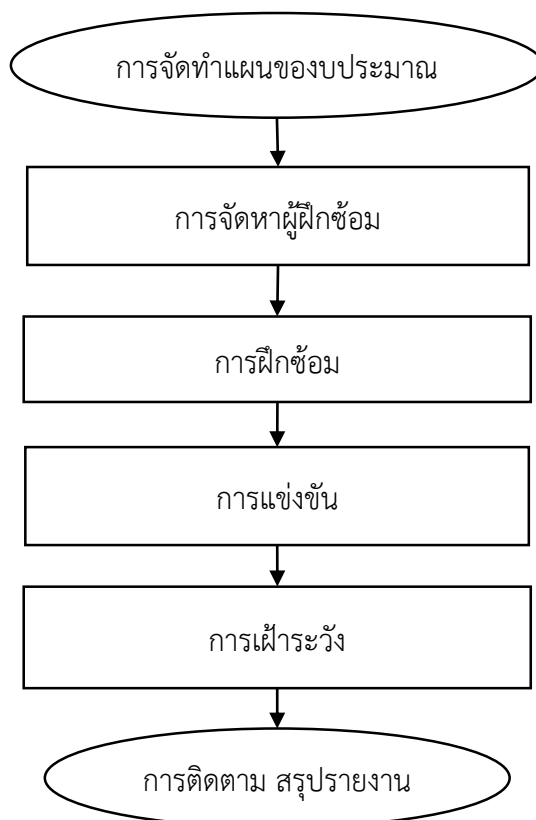 การจัดทำแผนของบประมาณ
การจัดหาผู้ฝึกซ้อม
การฝึกซ้อม
การแข่งขัน
การเฝ้าระวัง
การติดตาม สรุปรายงาน